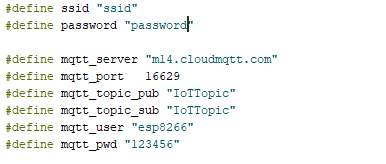 #define ssid "ssid"
#define password "password"
#define mqtt_server "m14.cloudmqtt.com"
#define mqtt_port   16629
#define mqtt_topic_pub "IoTTopic"
#define mqtt_topic_sub "IoTTopic"
#define mqtt_user "esp8266"
#define mqtt_pwd "123456"